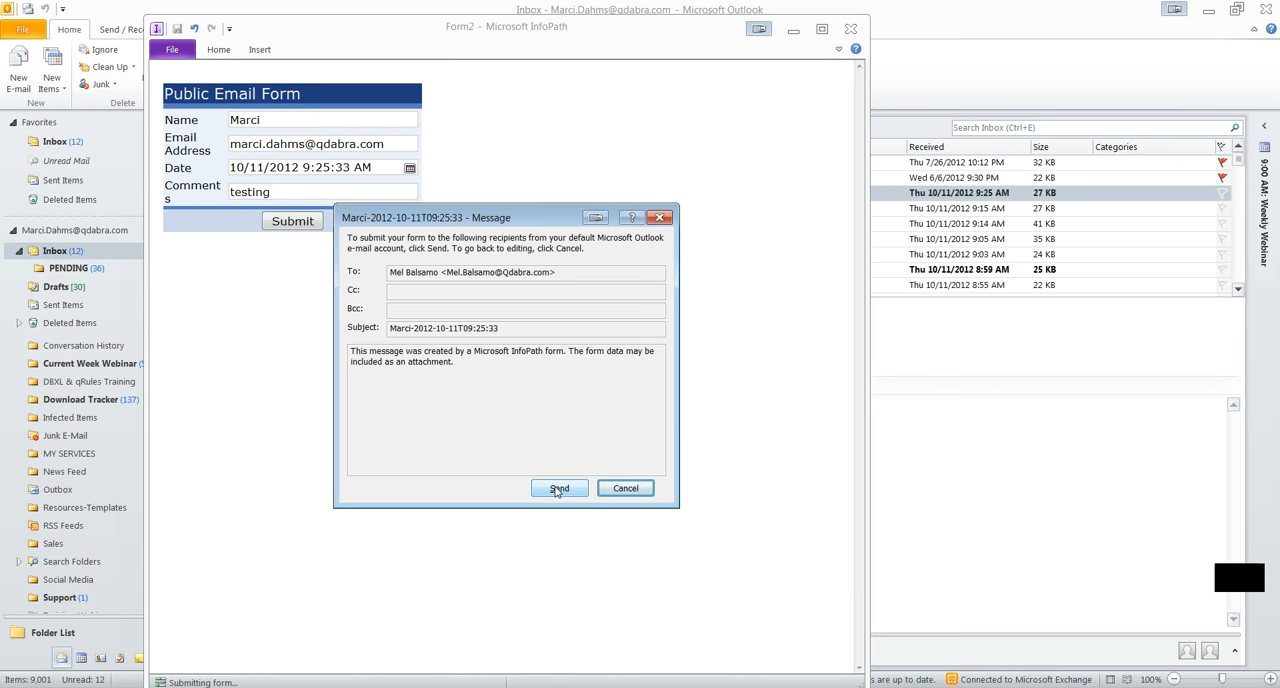 Inbox - Marci.Dahms@qdabra.com - Microsoft Outlook
File
Home
Send / Rec
Ignore
Clean Up
Junk
New E-mail
New Items
New
Delete
Favorites
Inbox (12)
Unread Mail
Sent Items
Deleted Items
Marci.Dahms@qdabra.com
Inbox (12)
PENDING (36)
Drafts [30]
Sent Items
Deleted Items
Conversation History
Current Week Webinar
DBXL & qRules Training
Download Tracker (137)
Infected Items
Junk E-Mail
MY SERVICES
News Feed
Outbox
Resources-Templates
RSS Feeds
Sales
Search Folders
Social Media
Support (1)
Folder List
Items: 9,001 Unread: 12
Form2 - Microsoft InfoPath
File
Home
Insert
Public Email Form
Name
Marci
Email
Address
marci.dahms@qdabra.com
Date
10/11/2012 9:25:33 AM
Comment
s
testing
Submit
Marci-2012-10-11T09:25:33 - Message
To submit your form to the following recipients from your default Microsoft Outlook
e-mail account, click Send. To go back to editing, click Cancel.
To:
Mel Balsamo <Mel.Balsamo@Qdabra.com>
Cc:
Bcc:
Subject:
Marci-2012-10-11T09:25:33
This message was created by a Microsoft InfoPath form. The form data may be
included as an attachment.
Send
Cancel
Submitting form...
Search Inbox (Ctrl+E)
Received Size Categories
Thu 7/26/2012 10:12 PM 32 KB
Wed 6/6/2012 9:30 PM 22 KB
Thu 10/11/2012 9:25 AM 27 KB
Thu 10/11/2012 9:15 AM 27 KB
Thu 10/11/2012 9:14 AM 41 KB
Thu 10/11/2012 9:05 AM 35 KB
Thu 10/11/2012 9:03 AM 24 KB
Thu 10/11/2012 8:59 AM 25 KB
Thu 10/11/2012 8:55 AM 22 KB
9:00 AM: Weekly Webinar
s are up to date.
Connected to Microsoft Exchange
100%